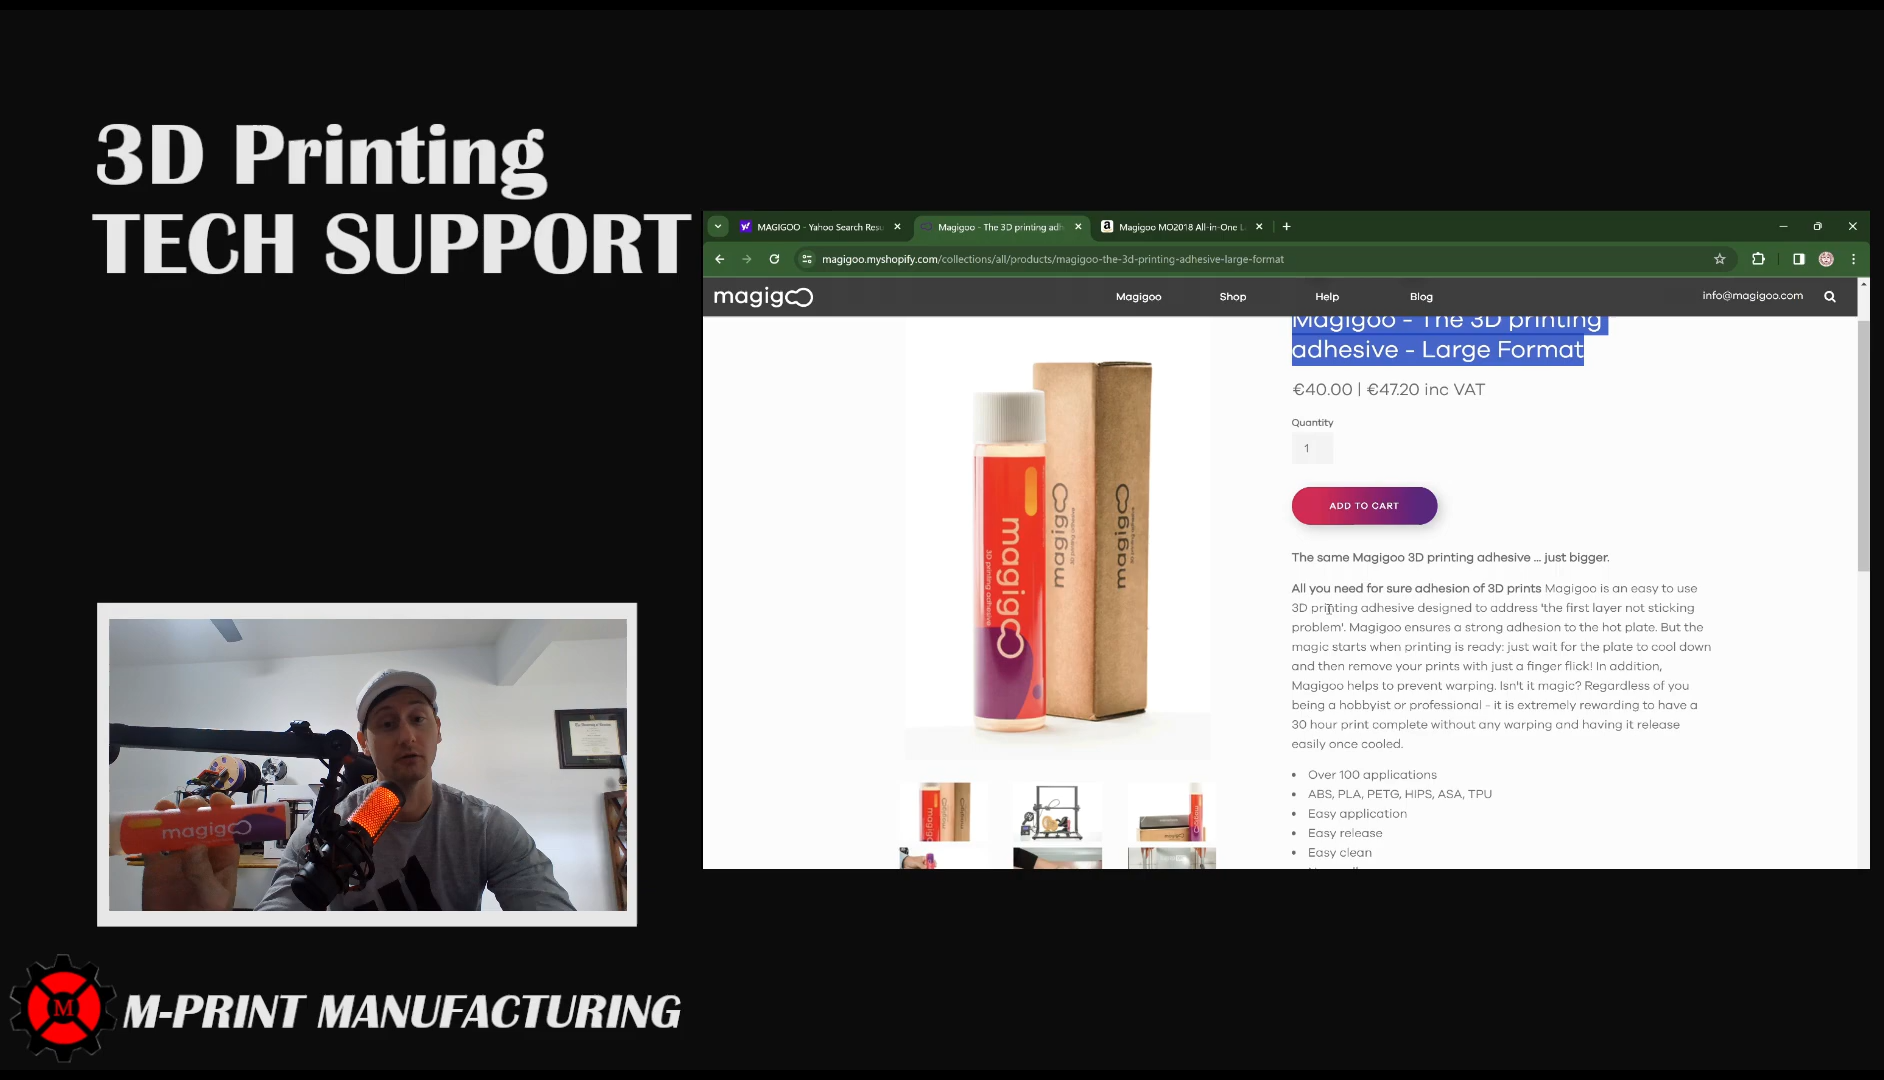 3D Printing
TECH SUPPORT
MAGIGOO - Yahoo Search Resu
Magigoo - The 3D printing adh
Magigoo MO2018 All-in-One L
magigoo.myshopify.com/collections/all/products/magigoo-the-3d-printing-adhesive-large-format
magigoo
Magigoo
Shop
Help
Blog
info@magigoo.com
Magigoo - The 3D printing
adhesive - Large Format
€40.00 | €47.20 inc VAT
Quantity
1
ADD TO CART
The same Magigoo 3D printing adhesive ... just bigger.
All you need for sure adhesion of 3D prints Magigoo is an easy to use
3D printing adhesive designed to address 'the first layer not sticking
problem'. Magigoo ensures a strong adhesion to the hot plate. But the
magic starts when printing is ready: just wait for the plate to cool down
and then remove your prints with just a finger flick! In addition,
Magigoo helps to prevent warping. Isn't it magic? Regardless of you
being a hobbyist or professional - it is extremely rewarding to have a
30 hour print complete without any warping and having it release
easily once cooled.
• Over 100 applications
• ABS, PLA, PETG, HIPS, ASA, TPU
• Easy application
• Easy release
• Easy clean
magigoo
3D printing adhesive
magigoo
magigoo
magigoo
M
M-PRINT MANUFACTURING